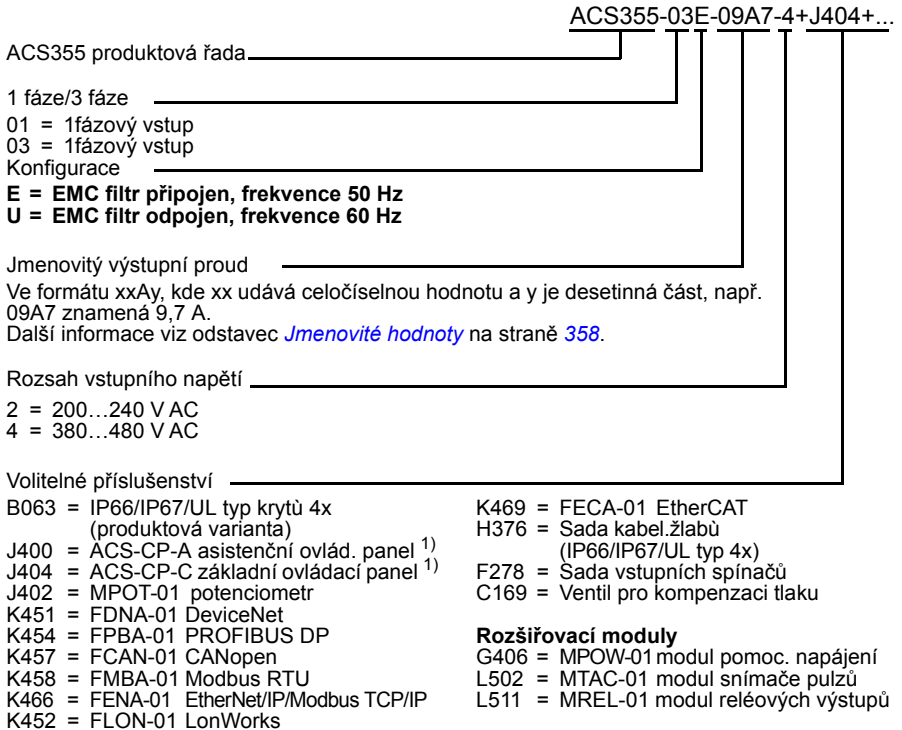 ACS355-03E-09A7-4+J404+...
ACS355 produktová řada
1 fáze/3 fáze
01 = 1fázový vstup
03 = 1fázový vstup
Konfigurace
E = EMC filtr připojen, frekvence 50 Hz
U = EMC filtr odpojen, frekvence 60 Hz
Jmenovitý výstupní proud
Ve formátu xxAy, kde xx udává celočíselnou hodnotu a y je desetinná část, např.
09A7 znamená 9,7 A.
Další informace viz odstavec Jmenovité hodnoty na straně 358.
Rozsah vstupního napětí
2 = 200…240 V AC
4 = 380…480 V AC
Volitelné příslušenství
B063 = IP66/IP67/UL typ krytù 4x
(produktová varianta)
J400 = ACS-CP-A asistenční ovlád. panel 1)
J404 = ACS-CP-C základní ovládací panel 1)
J402 = MPOT-01 potenciometr
K451 = FDNA-01 DeviceNet
K454 = FPBA-01 PROFIBUS DP
K457 = FCAN-01 CANopen
K458 = FMBA-01 Modbus RTU
K466 = FENA-01 EtherNet/IP/Modbus TCP/IP
K452 = FLON-01 LonWorks
K469 = FECA-01 EtherCAT
H376 = Sada kabel.žlabù
(IP66/IP67/UL typ 4x)
F278 = Sada vstupních spínačů
C169 = Ventil pro kompenzaci tlaku
Rozšiřovací moduly
G406 = MPOW-01 modul pomoc. napájení
L502 = MTAC-01 modul snímače pulzů
L511 = MREL-01 modul reléových výstupů